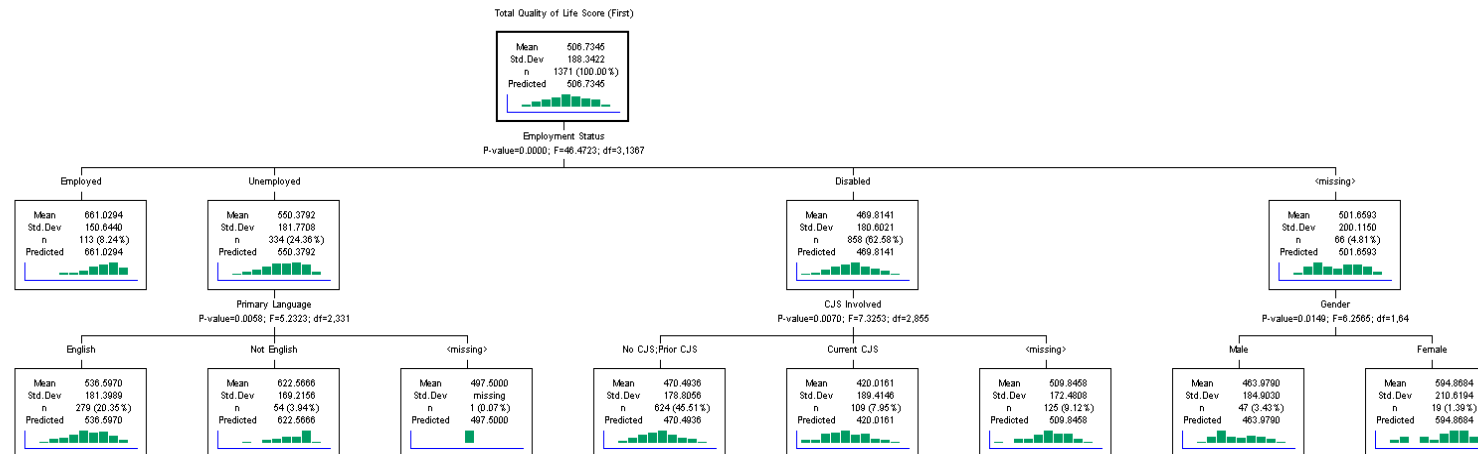 Total Quality of Life Score (First)
Mean 506.7345
Std.Dev 188.3422
n 1371 (100.00%)
Predicted 506.7345
Employment Status
P-value=0.0000; F=46.4723; df=3,1367
Employed
Unemployed
Disabled
<missing>
Mean 661.0294
Std.Dev 150.6440
n 113 (8.24%)
Predicted 661.0294
Mean 550.3792
Std.Dev 181.7708
n 334 (24.36%)
Predicted 550.3792
Mean 469.8141
Std.Dev 180.6021
n 858 (62.58%)
Predicted 469.8141
Mean 501.6593
Std.Dev 200.1150
n 66 (4.81%)
Predicted 501.6593
Primary Language
P-value=0.0058; F=5.2323; df=2,331
CJS Involved
P-value=0.0070; F=7.3253; df=2,855
Gender
P-value=0.0149; F=6.2565; df=1,64
English
Not English
<missing>
No CJS;Prior CJS
Current CJS
<missing>
Male
Female
Mean 536.5970
Std.Dev 181.3989
n 279 (20.35%)
Predicted 536.5970
Mean 622.5666
Std.Dev 169.2156
n 54 (3.94%)
Predicted 622.5666
Mean 497.5000
Std.Dev missing
n 1 (0.07%)
Predicted 497.5000
Mean 470.4936
Std.Dev 178.8056
n 624 (45.51%)
Predicted 470.4936
Mean 420.0161
Std.Dev 189.4146
n 109 (7.95%)
Predicted 420.0161
Mean 509.8458
Std.Dev 172.4808
n 125 (9.12%)
Predicted 509.8458
Mean 463.9790
Std.Dev 184.9030
n 47 (3.43%)
Predicted 463.9790
Mean 594.8684
Std.Dev 210.6194
n 19 (1.39%)
Predicted 594.8684